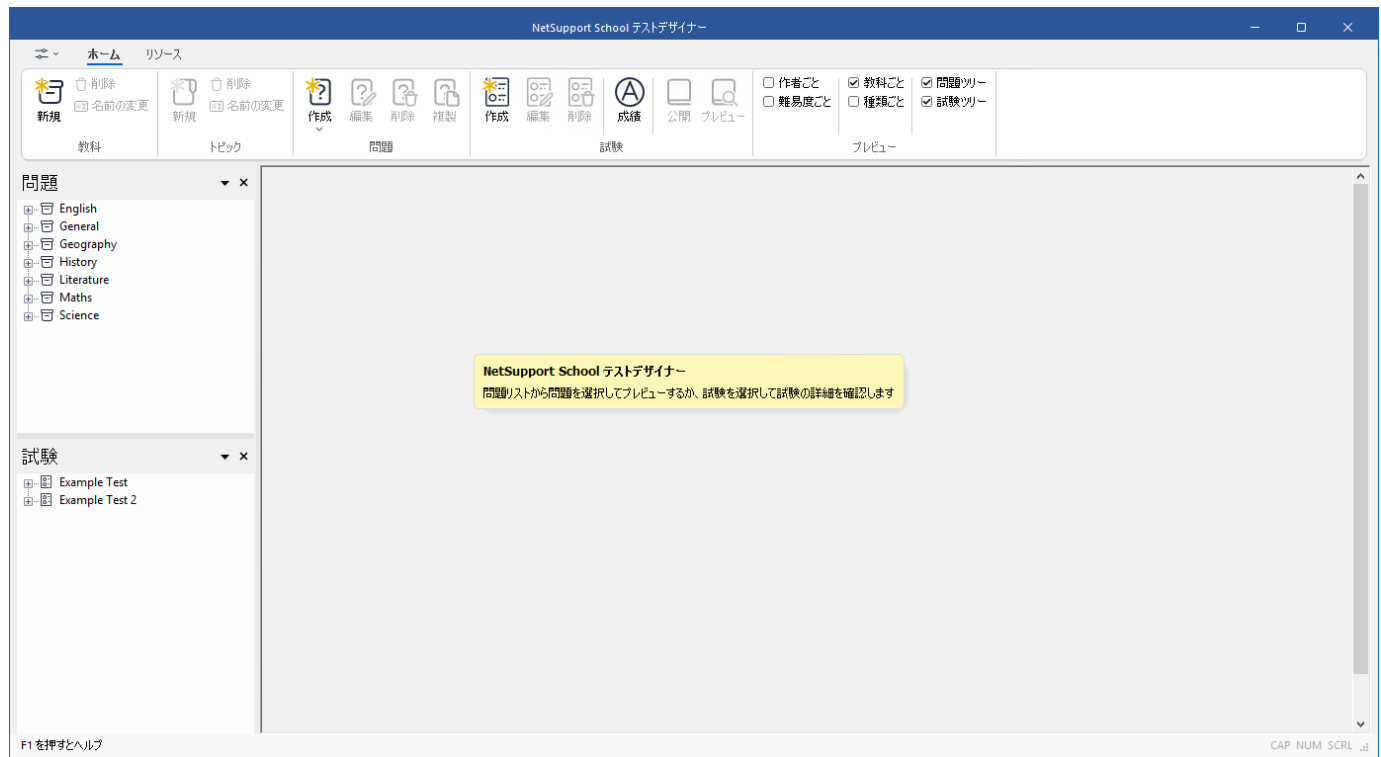 NetSupport School テストデザイナー
ホーム リソース
新規 削除 名前の変更
教科
新規 削除 名前の変更
トピック
作成 編集 削除 複製
問題
作成 編集 削除 成績 公開 プレビュー
試験
作者ごと 教科ごと 問題ツリー
難易度ごと 種類ごと 試験ツリー
プレビュー
問題
English
General
Geography
History
Literature
Maths
Science
NetSupport School テストデザイナー
問題リストから問題を選択してプレビューするか、試験を選択して試験の詳細を確認します
試験
Example Test
Example Test 2
F1 を押すとヘルプ
CAP NUM SCRL